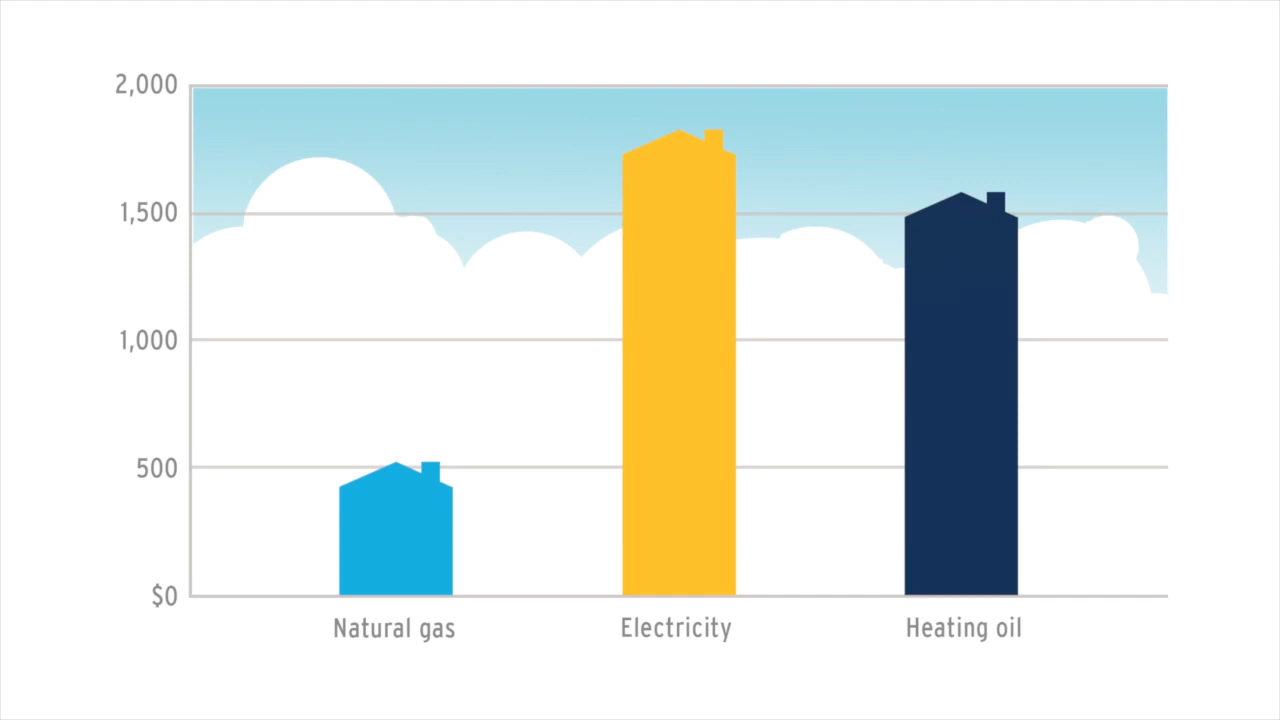 2,000
1,500
1,000
500
$0
Natural gas
Electricity
Heating oil